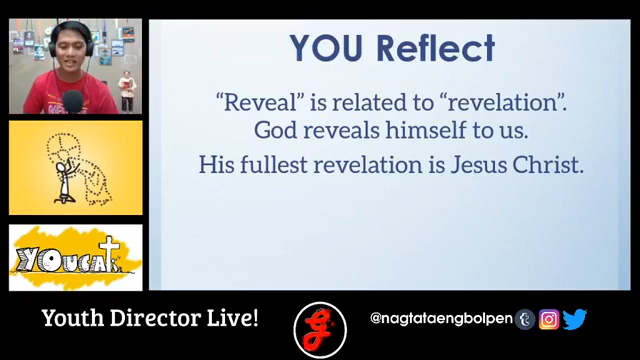 YOU Reflect
“Reveal” is related to “revelation”.
God reveals himself to us.
His fullest revelation is Jesus Christ.
YOUCAT
Youth Director Live!
@nagtataengbolpen